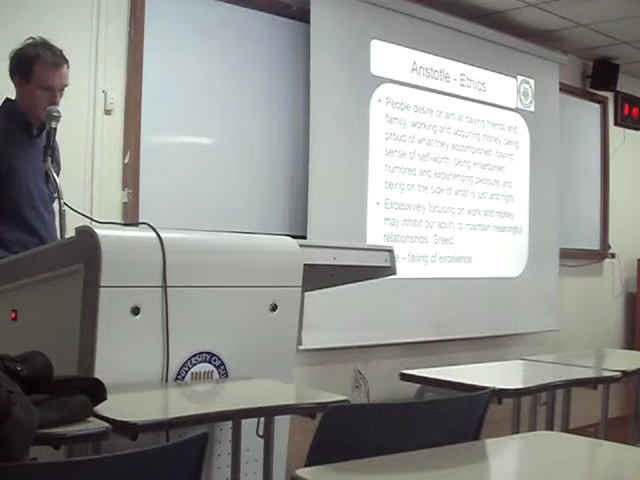 Aristotle - Ethics
• People desire or aim at having friends and
family, working and acquiring money, being
proud of what they accomplished, having
sense of self-worth, being entertained,
humored and experiencing pleasure and
being on the side of what is just and right.
• Excessively focusing on work and money
may inhibit our ability to maintain meaningful
relationships. Greed
– failing of excellence.
UNIVERSITY OF SU